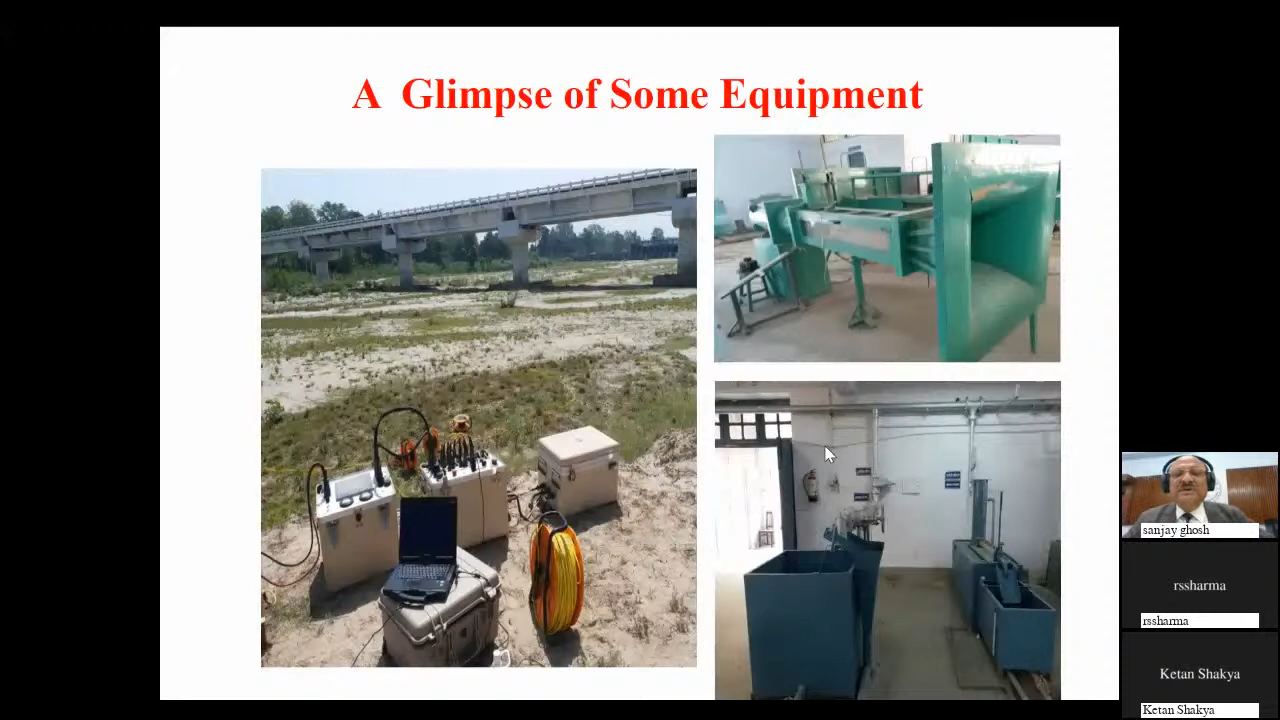 A Glimpse of Some Equipment
sanjay ghosh
rssharma
rssharma
Ketan Shakya
Ketan Shakya